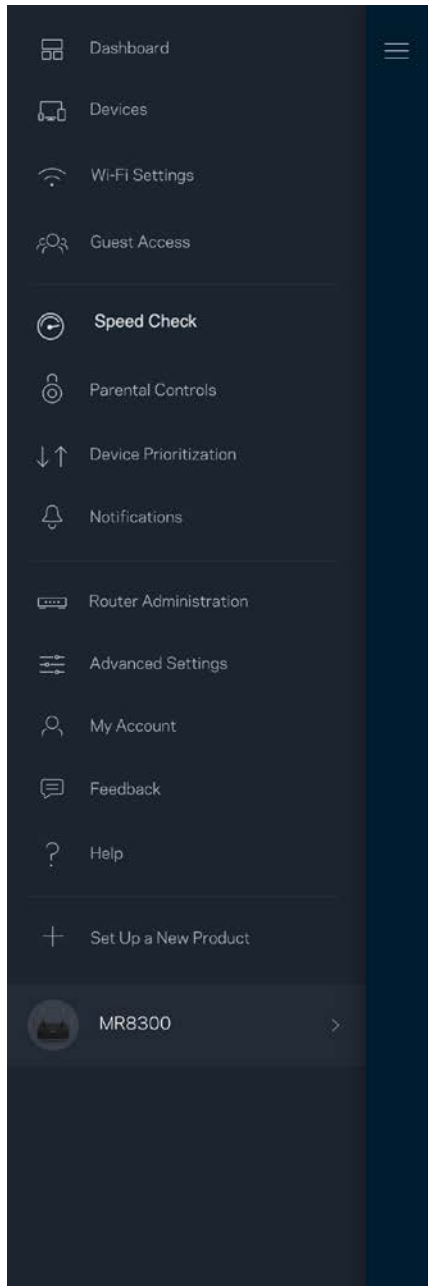 Dashboard
Devices
Wi-Fi Settings
Guest Access
Speed Check
Parental Controls
Device Prioritization
Notifications
Router Administration
Advanced Settings
My Account
Feedback
Help
Set Up a New Product
MR8300